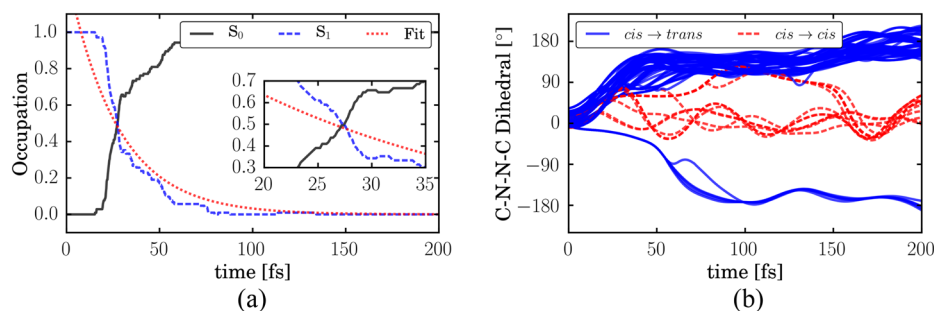 S₀ S₁ Fit
1.0
0.8
0.6
0.4
0.2
0.0
Occupation
0.7
0.6
0.5
0.4
0.3
20 25 30 35
0 50 100 150 200
time [fs]
(a)
cis → trans cis → cis
180
90
0
−90
−180
C-N-N-C Dihedral [°]
0 50 100 150 200
time [fs]
(b)